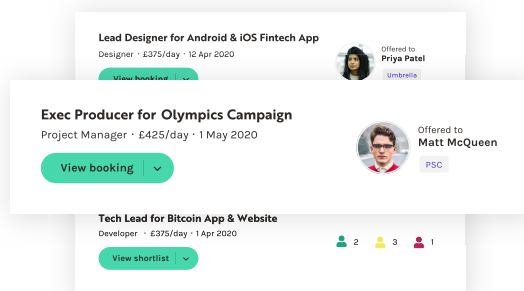 Lead Designer for Android & iOS Fintech App
Designer · £375/day · 12 Apr 2020
View booking
Offered to
Priya Patel
Umbrella
Exec Producer for Olympics Campaign
Project Manager · £425/day · 1 May 2020
View booking
Offered to
Matt McQueen
PSC
Tech Lead for Bitcoin App & Website
Developer · £375/day · 1 Apr 2020
View shortlist
2 3 1